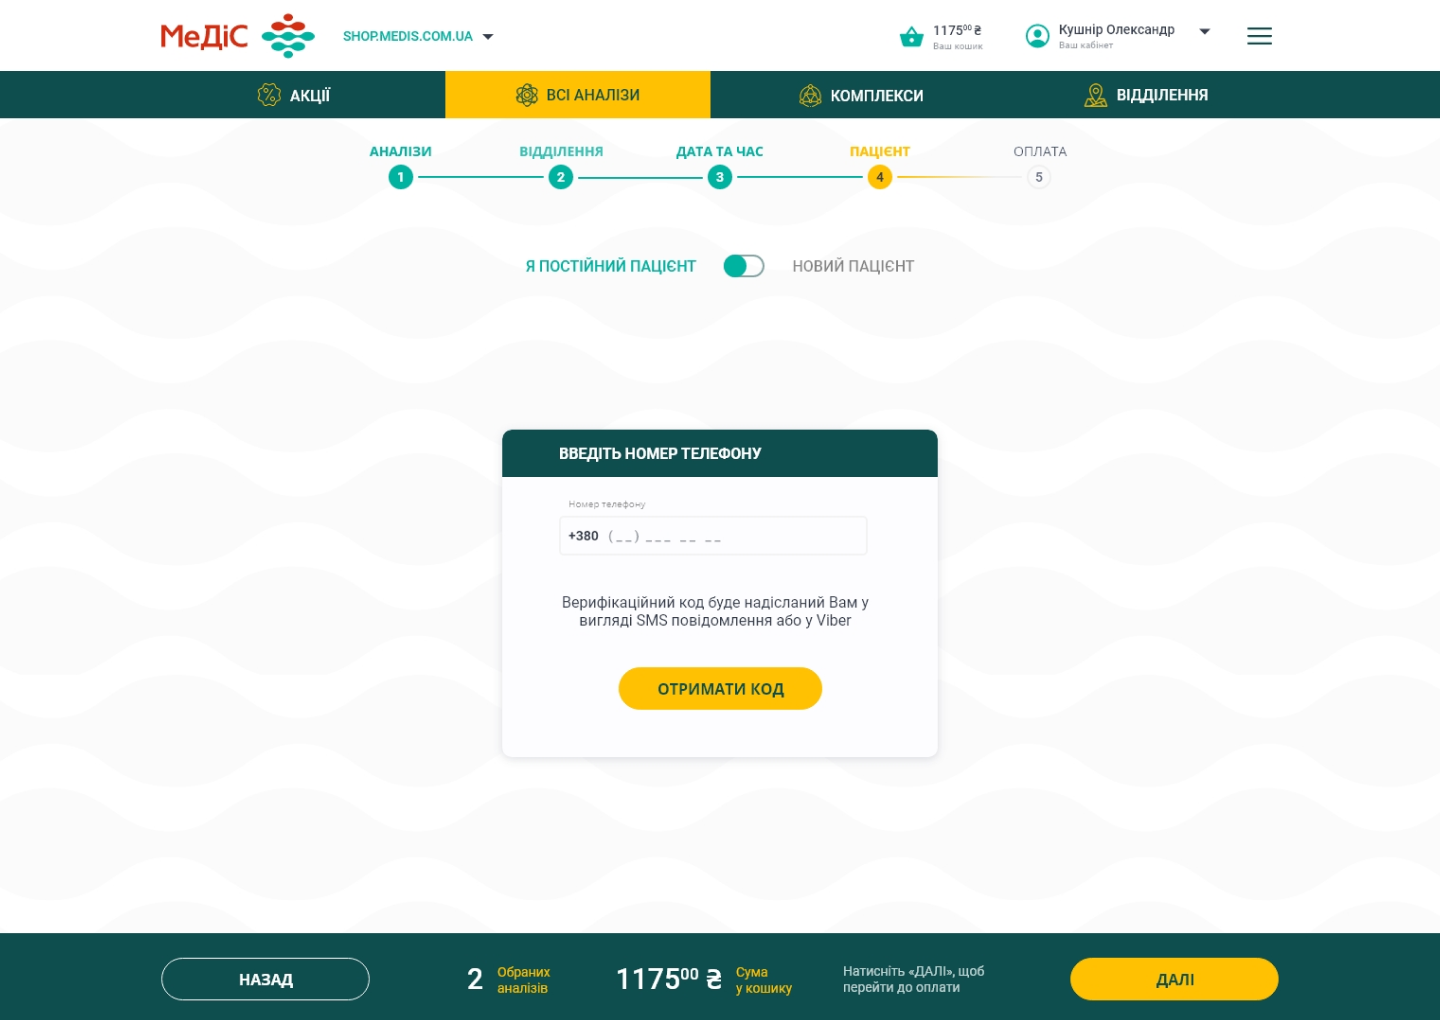 МеДіС
SHOP.MEDIS.COM.UA
1175⁰⁰ ₴
Ваш кошик
Кушнір Олександр
Ваш кабінет
АКЦІЇ
ВСІ АНАЛІЗИ
КОМПЛЕКСИ
ВІДДІЛЕННЯ
АНАЛІЗИ
ВІДДІЛЕННЯ
ДАТА ТА ЧАС
ПАЦІЄНТ
ОПЛАТА
1
2
3
4
5
Я ПОСТІЙНИЙ ПАЦІЄНТ
НОВИЙ ПАЦІЄНТ
ВВЕДІТЬ НОМЕР ТЕЛЕФОНУ
Номер телефону
+380 (__) ___ __ __
Верифікаційний код буде надісланий Вам у
вигляді SMS повідомлення або у Viber
ОТРИМАТИ КОД
НАЗАД
2
Обраних
аналізів
1175⁰⁰ ₴
Сума
у кошику
Натисніть «ДАЛІ», щоб
перейти до оплати
ДАЛІ